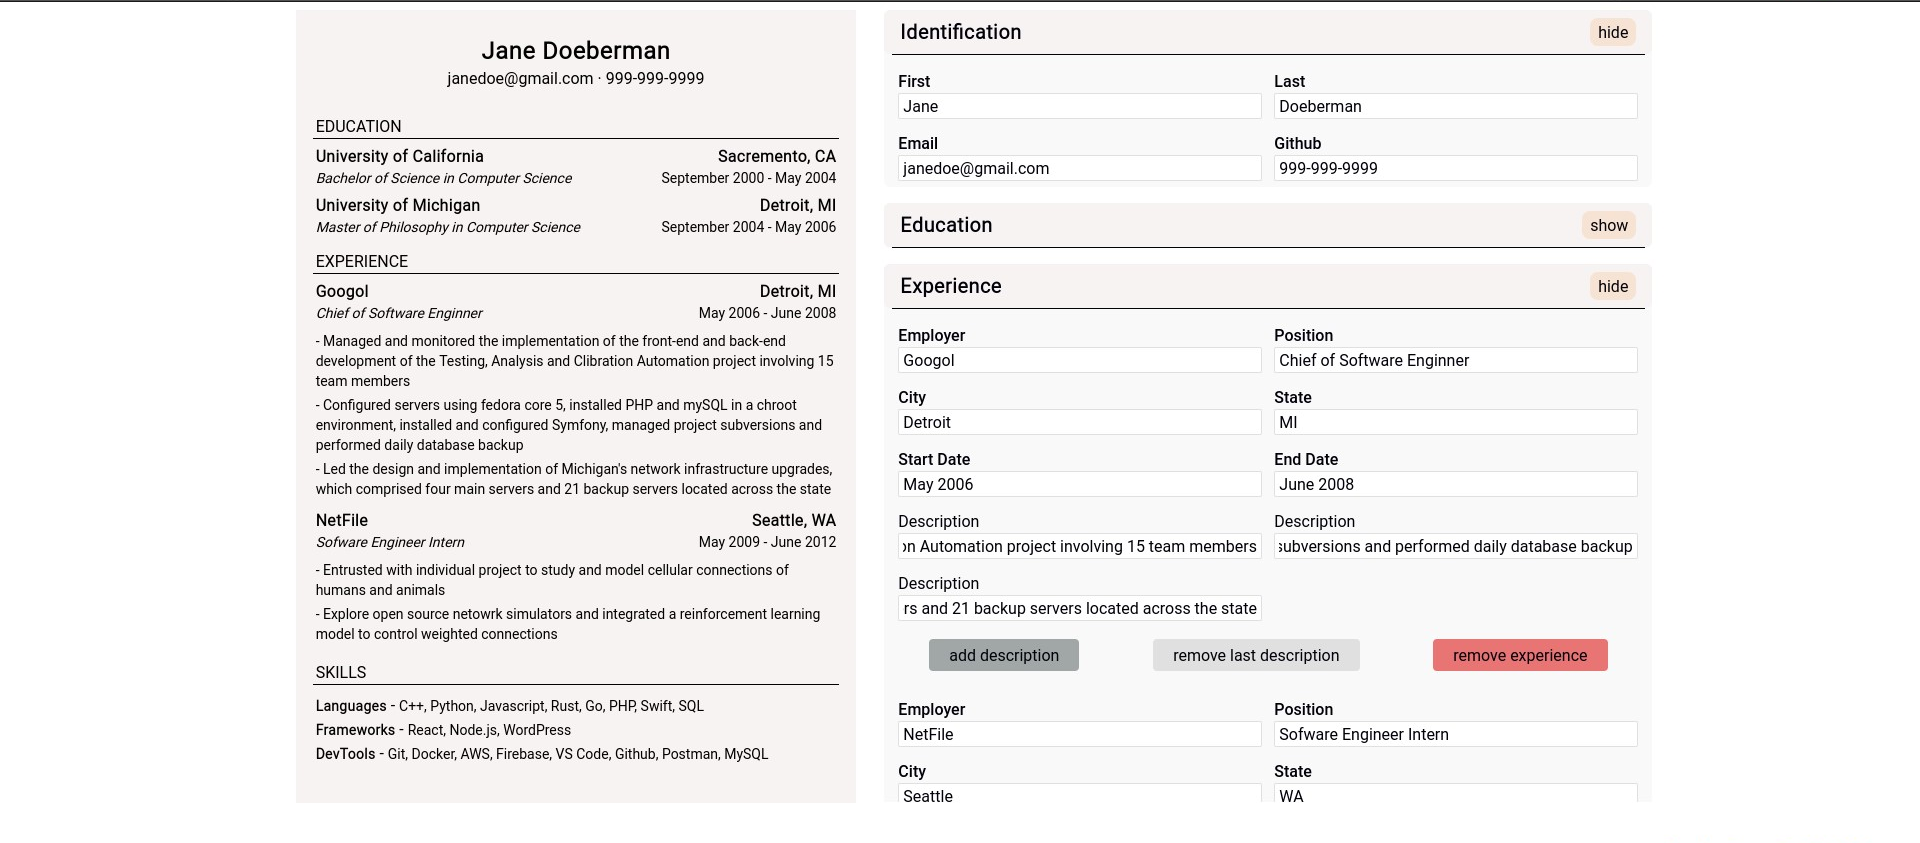 Jane Doeberman
janedoe@gmail.com · 999-999-9999
EDUCATION
University of California Sacremento, CA
Bachelor of Science in Computer Science September 2000 - May 2004
University of Michigan Detroit, MI
Master of Philosophy in Computer Science September 2004 - May 2006
EXPERIENCE
Googol Detroit, MI
Chief of Software Enginner May 2006 - June 2008
- Managed and monitored the implementation of the front-end and back-end
development of the Testing, Analysis and Clibration Automation project involving 15
team members
- Configured servers using fedora core 5, installed PHP and mySQL in a chroot
environment, installed and configured Symfony, managed project subversions and
performed daily database backup
- Led the design and implementation of Michigan's network infrastructure upgrades,
which comprised four main servers and 21 backup servers located across the state
NetFile Seattle, WA
Sofware Engineer Intern May 2009 - June 2012
- Entrusted with individual project to study and model cellular connections of
humans and animals
- Explore open source netowrk simulators and integrated a reinforcement learning
model to control weighted connections
SKILLS
Languages - C++, Python, Javascript, Rust, Go, PHP, Swift, SQL
Frameworks - React, Node.js, WordPress
DevTools - Git, Docker, AWS, Firebase, VS Code, Github, Postman, MySQL
Identification hide
First Last
Jane Doeberman
Email Github
janedoe@gmail.com 999-999-9999
Education show
Experience hide
Employer Position
Googol Chief of Software Enginner
City State
Detroit MI
Start Date End Date
May 2006 June 2008
Description Description
on Automation project involving 15 team members subversions and performed daily database backup
Description
rs and 21 backup servers located across the state
add description remove last description remove experience
Employer Position
NetFile Sofware Engineer Intern
City State
Seattle WA